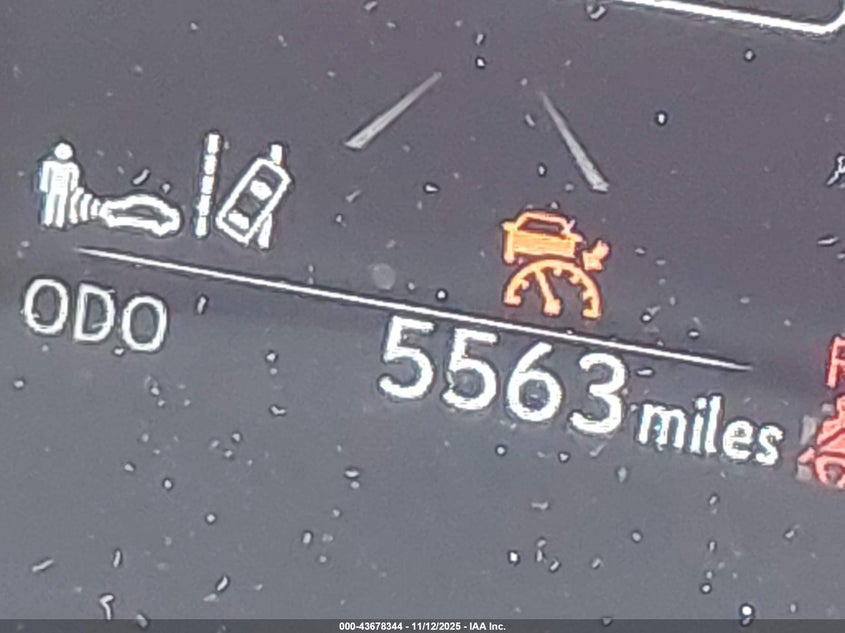 ODO
5563 miles
000-43678344 - 11/12/2025 - IAA Inc.